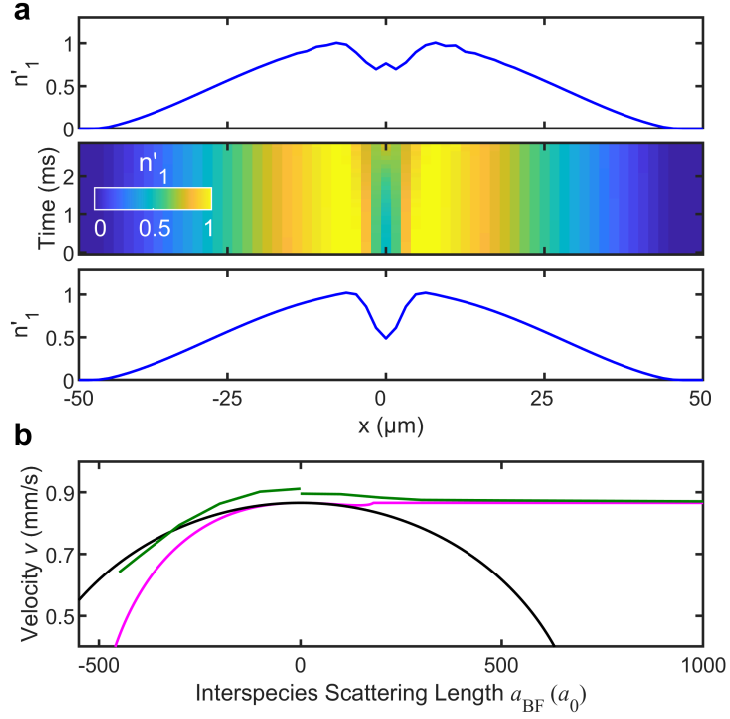 a
1
0.5
0
n'1
2
1
0
Time (ms)
n'1
0 0.5 1
1
0.5
0
n'1
-50 -25 0 25 50
x (μm)
b
0.9
0.7
0.5
Velocity v (mm/s)
-500 0 500 1000
Interspecies Scattering Length aBF (a0)